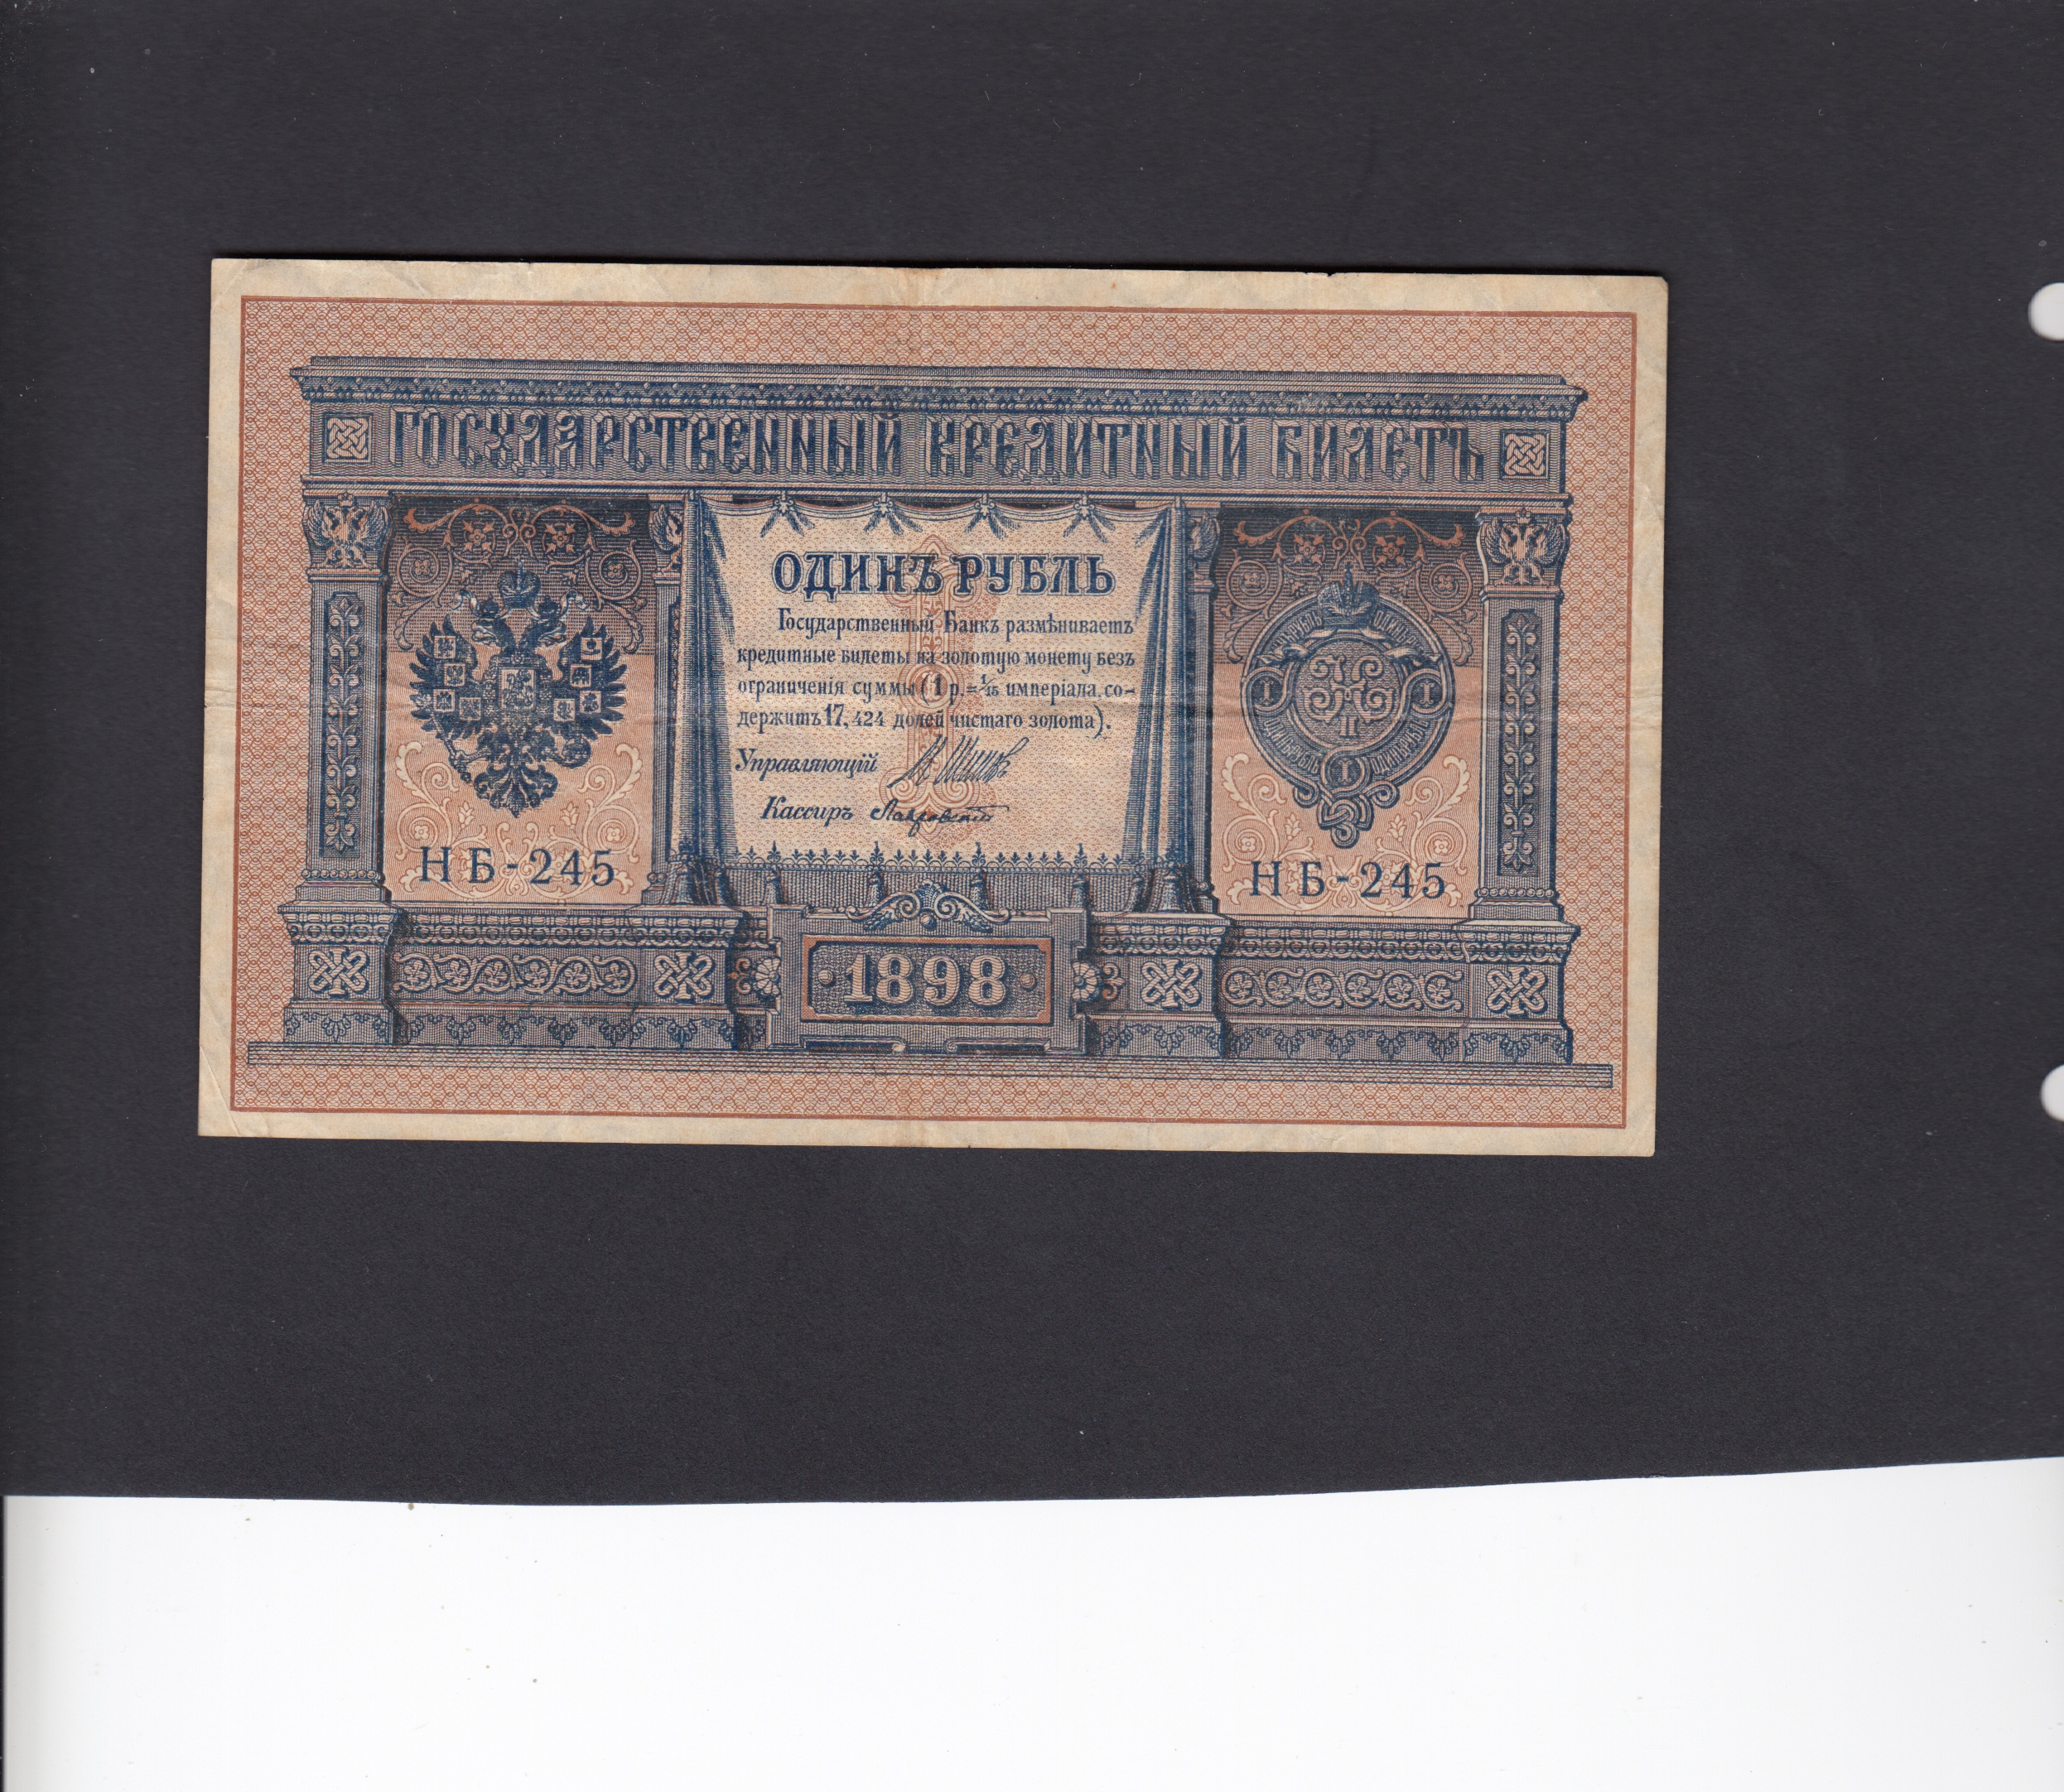 ГОСУДАРСТВЕННЫЙ КРЕДИТНЫЙ БИЛЕТЪ
ОДИНЪ РУБЛЬ
Государственный Банкъ размѣниваетъ
кредитные билеты на золотую монету безъ
ограниченія суммы (1 р.=1/15 имперіала, со-
держитъ 17,424 долей чистаго золота).
Управляющій
Кассиръ
НБ-245
НБ-245
I
I
II
I
1898